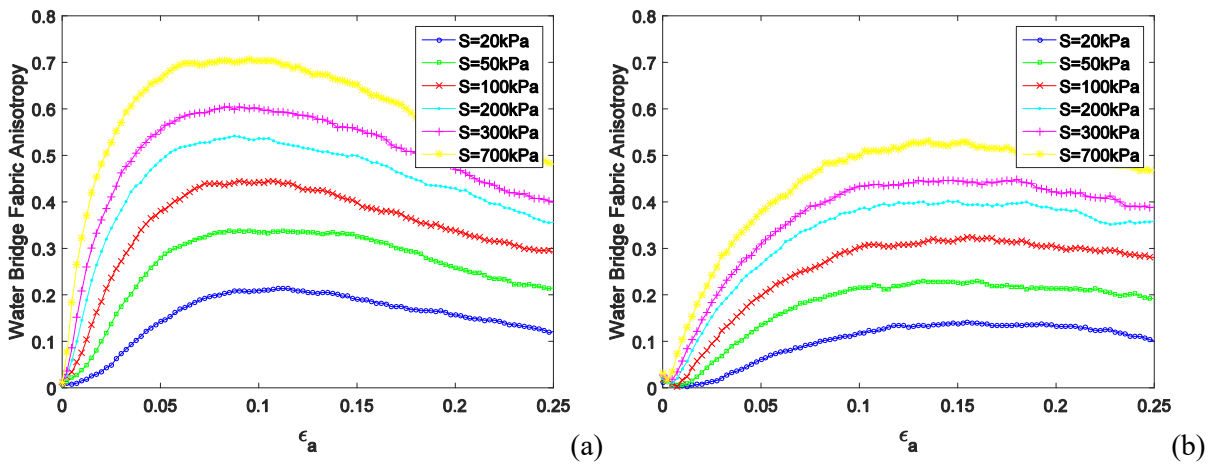 Water Bridge Fabric Anisotropy
0.8
0.7
0.6
0.5
0.4
0.3
0.2
0.1
0
0
0.05
0.1
0.15
0.2
0.25
ϵa
S=20kPa
S=50kPa
S=100kPa
S=200kPa
S=300kPa
S=700kPa
(a)
Water Bridge Fabric Anisotropy
0.8
0.7
0.6
0.5
0.4
0.3
0.2
0.1
0
0
0.05
0.1
0.15
0.2
0.25
ϵa
S=20kPa
S=50kPa
S=100kPa
S=200kPa
S=300kPa
S=700kPa
(b)